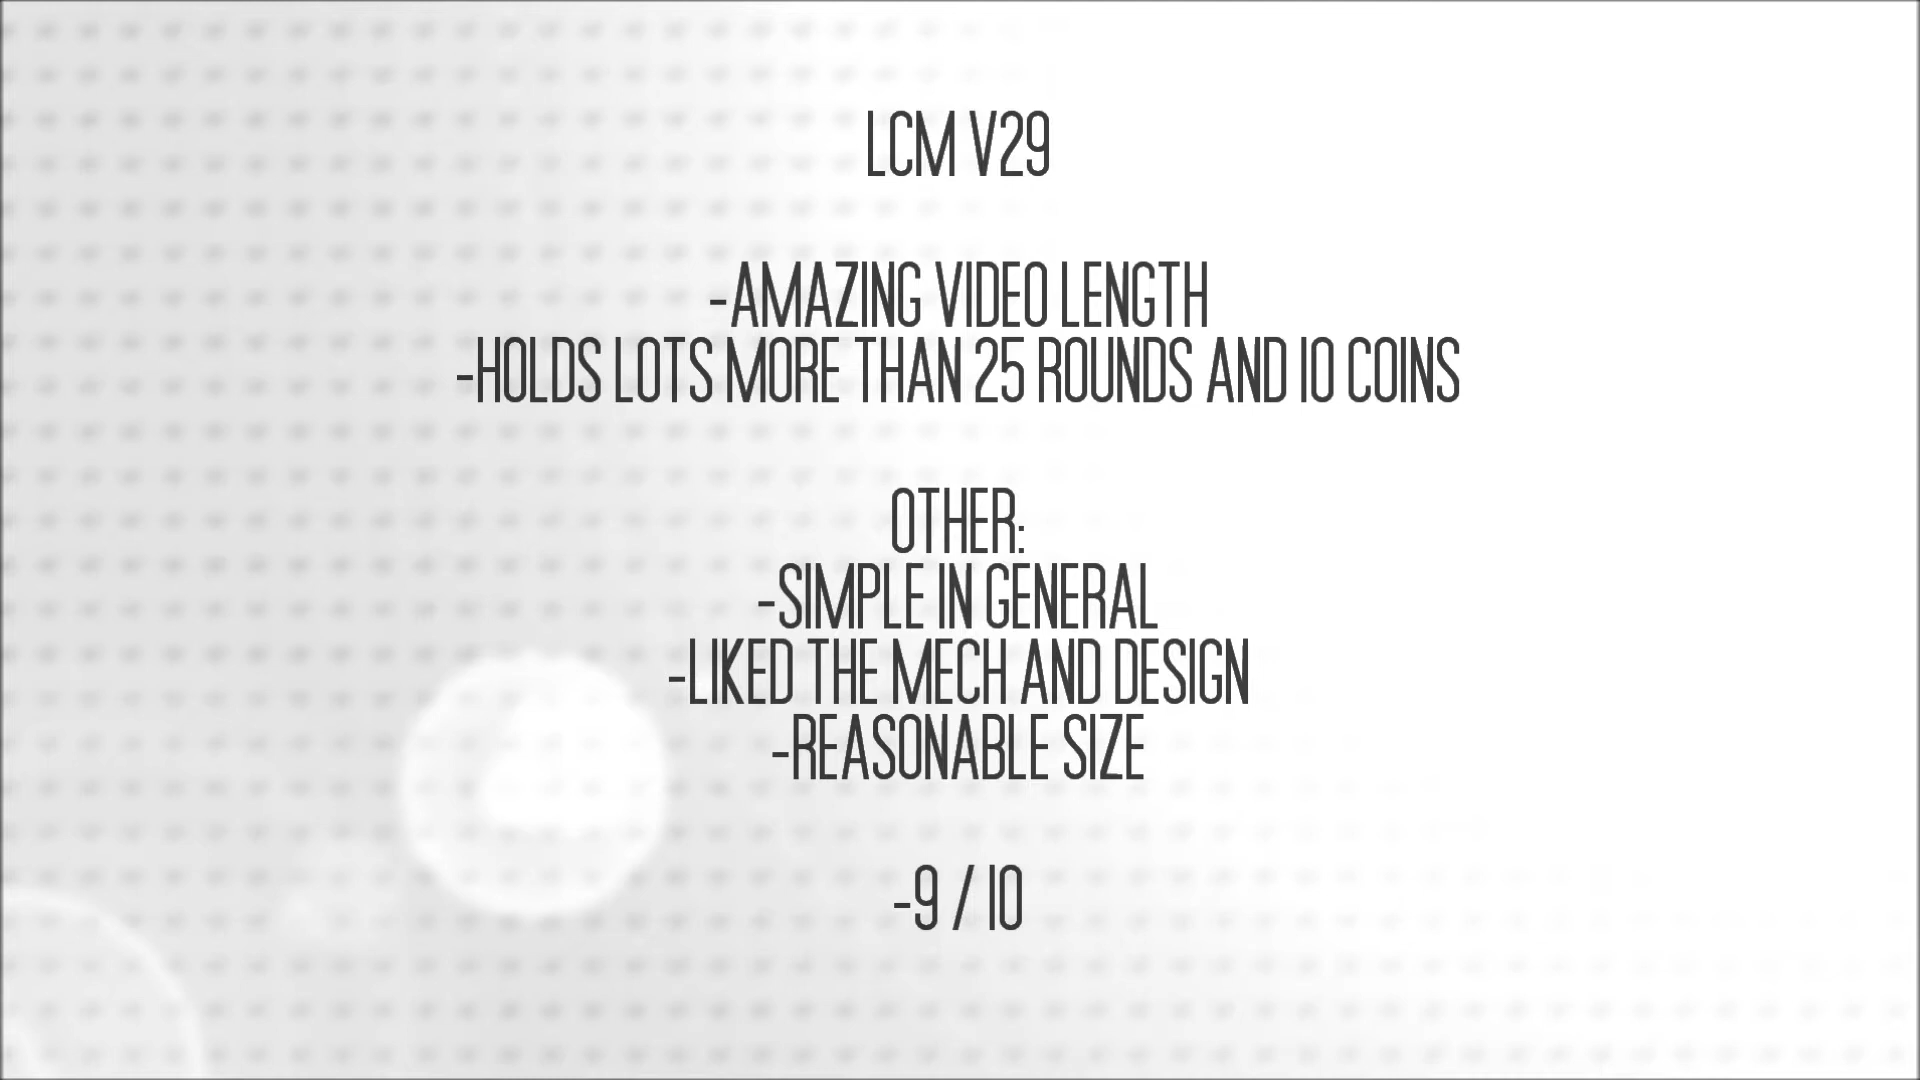 LCM V29
-AMAZING VIDEO LENGTH
-HOLDS LOTS MORE THAN 25 ROUNDS AND 10 COINS
OTHER:
-SIMPLE IN GENERAL
-LIKED THE MECH AND DESIGN
-REASONABLE SIZE
-9 / 10